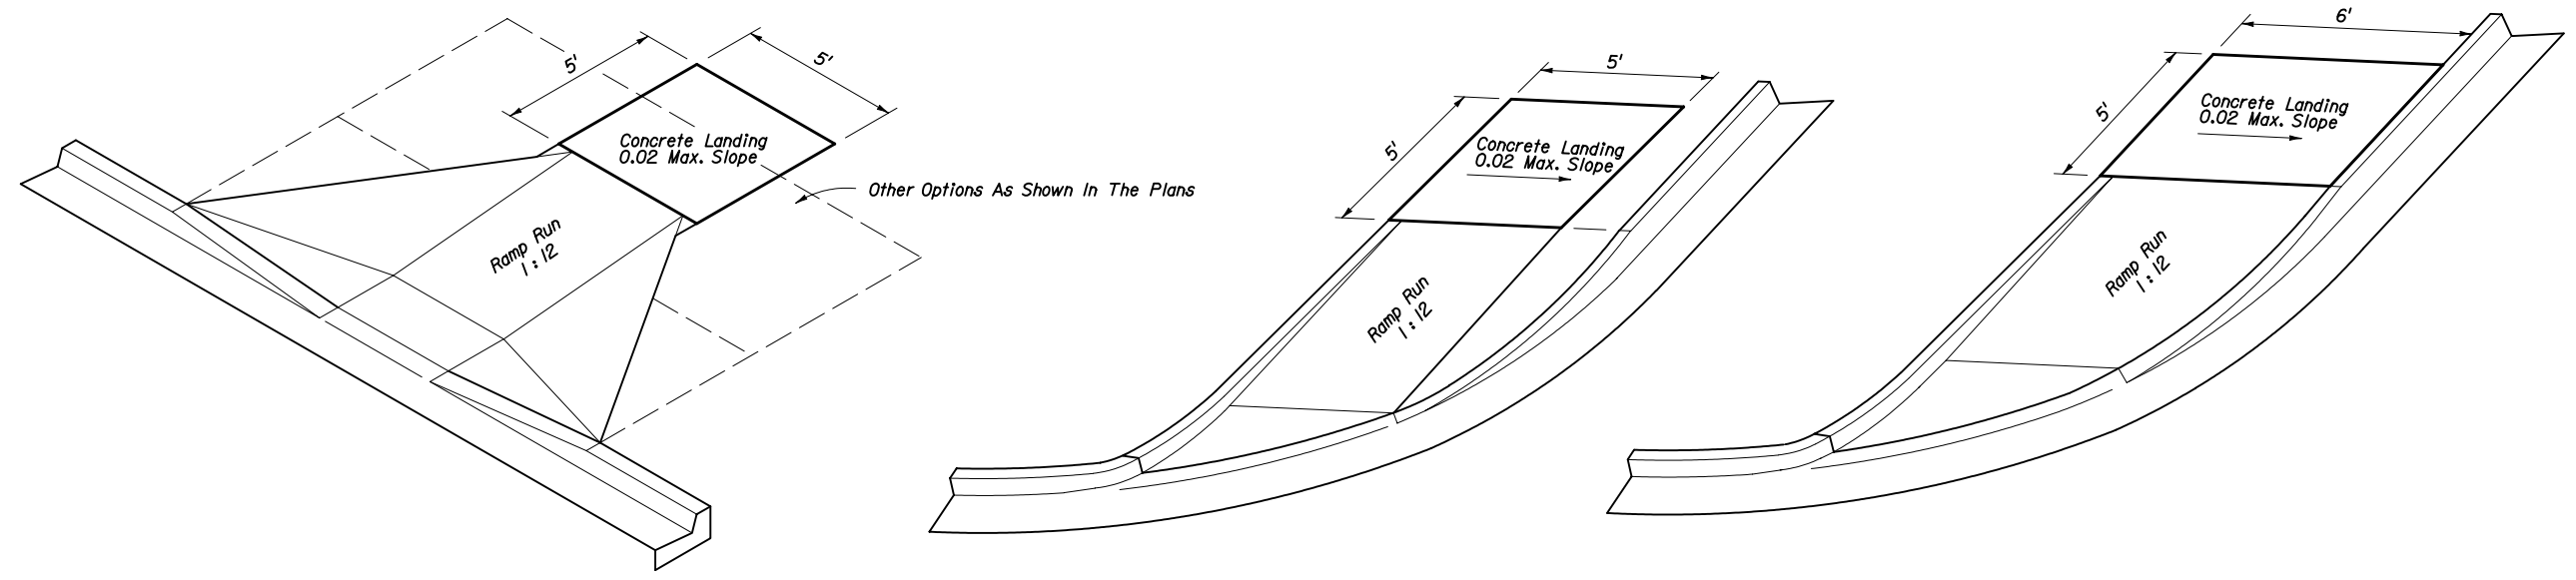 5'
5'
Concrete Landing
0.02 Max. Slope
Other Options As Shown In The Plans
Ramp Run
1 : 12
5'
5'
Concrete Landing
0.02 Max. Slope
Ramp Run
1 : 12
6'
5'
Concrete Landing
0.02 Max. Slope
Ramp Run
1 : 12